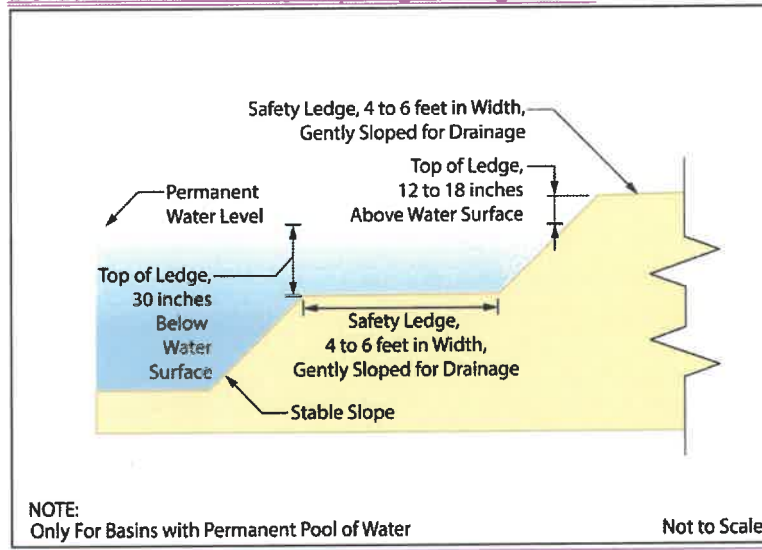 Safety Ledge, 4 to 6 feet in Width,
Gently Sloped for Drainage
Top of Ledge,
12 to 18 inches
Above Water Surface
Permanent
Water Level
Top of Ledge,
30 inches
Below
Water
Surface
Safety Ledge,
4 to 6 feet in Width,
Gently Sloped for Drainage
Stable Slope
NOTE:
Only For Basins with Permanent Pool of Water
Not to Scale